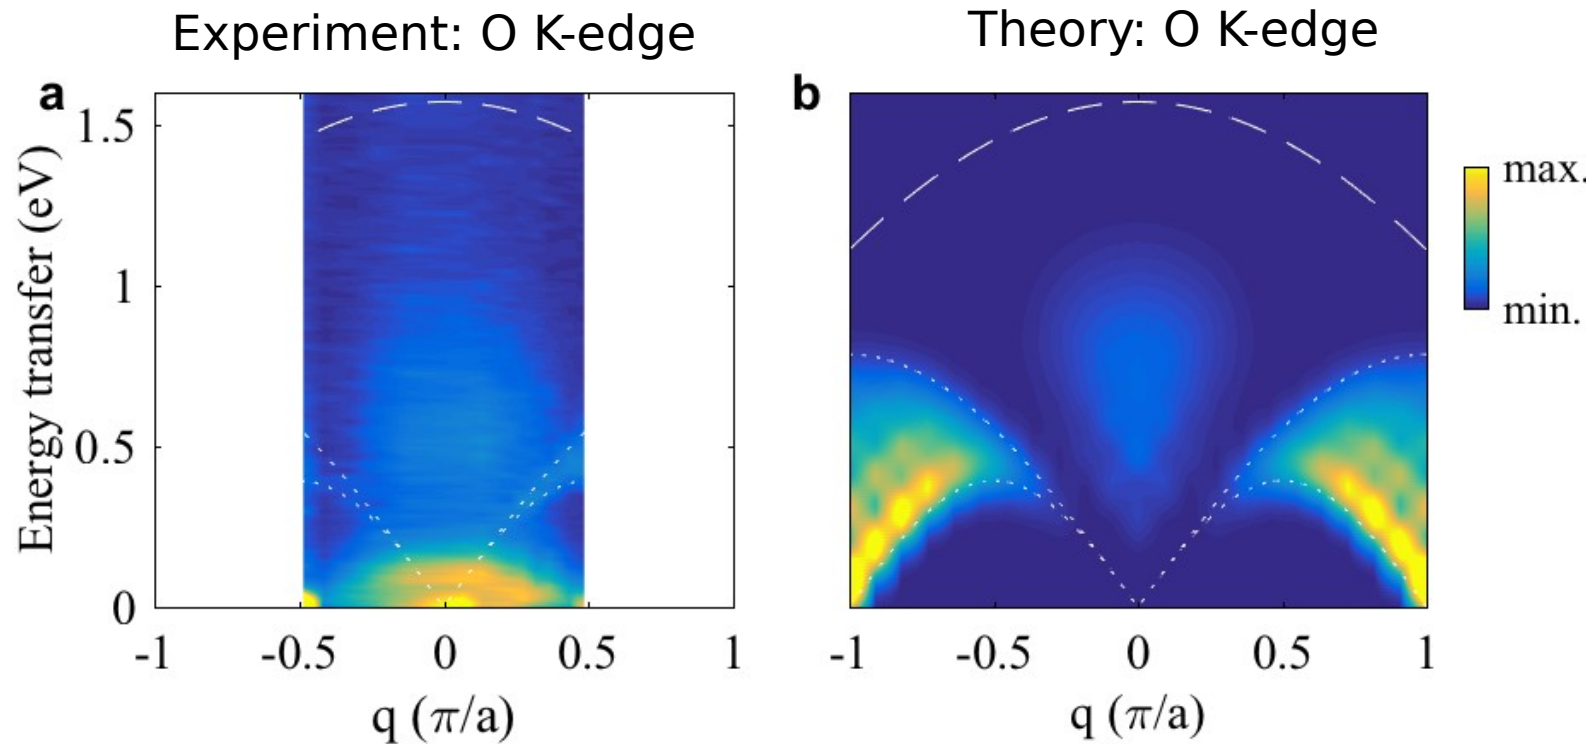 Experiment: O K-edge
Theory: O K-edge
a
b
Energy transfer (eV)
1.5
1
0.5
0
-1
-0.5
0
0.5
1
q (π/a)
-1
-0.5
0
0.5
1
q (π/a)
max.
min.